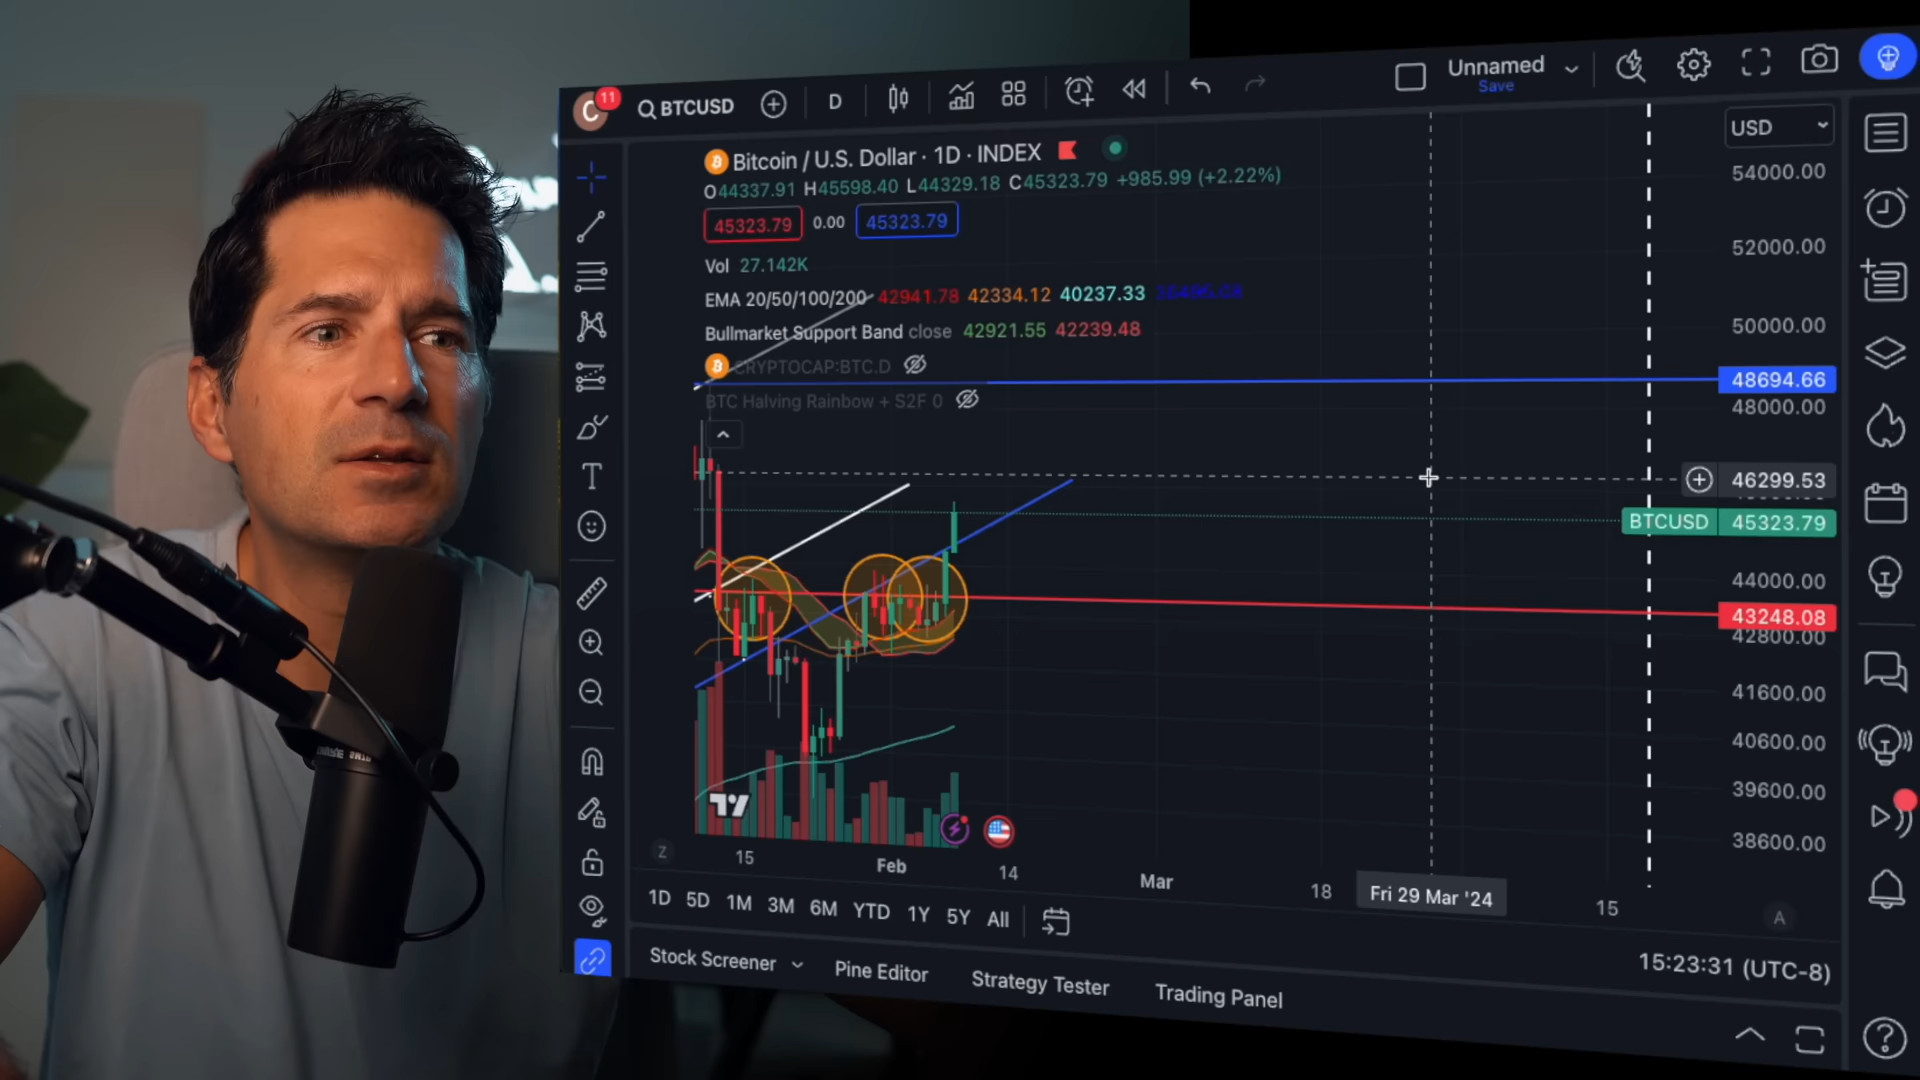 C
11
BTCUSD
D
Unnamed
Save
Bitcoin / U.S. Dollar · 1D · INDEX
O44337.91 H45598.40 L44329.18 C45323.79 +985.99 (+2.22%)
45323.79 0.00 45323.79
Vol 27.142K
EMA 20/50/100/200 42941.78 42334.12 40237.33
Bullmarket Support Band close 42921.55 42239.48
CRYPTOCAP:BTC.D
BTC Halving Rainbow + S2F 0
USD
54000.00
52000.00
50000.00
48694.66
48000.00
46299.53
BTCUSD 45323.79
44000.00
43248.08
42800.00
41600.00
40600.00
39600.00
38600.00
Z
15
Feb
14
Mar
18
Fri 29 Mar '24
15
A
1D 5D 1M 3M 6M YTD 1Y 5Y All
15:23:31 (UTC-8)
Stock Screener
Pine Editor
Strategy Tester
Trading Panel